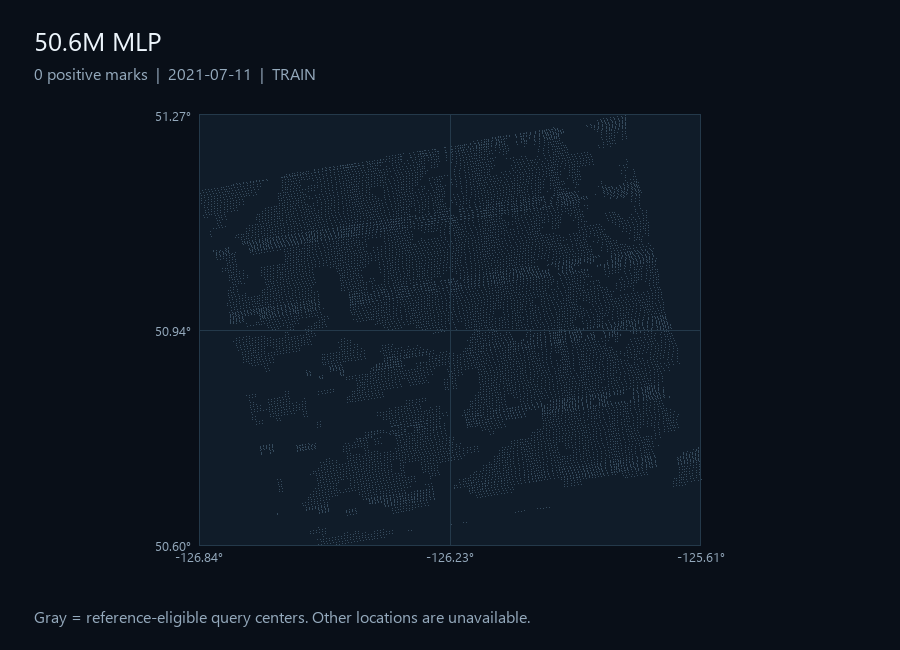 50.6M MLP
0 positive marks | 2021-07-11 | TRAIN
51.27°
50.94°
50.60°
-126.84°
-126.23°
-125.61°
Gray = reference-eligible query centers. Other locations are unavailable.